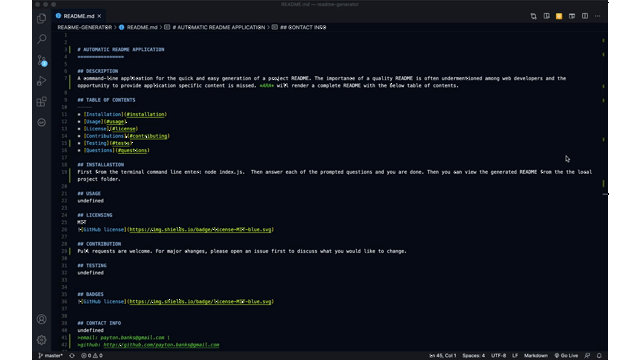 README.md — readme-generator
README.md ×
README-GENERATOR > README.md > # AUTOMATIC README APPLICATION > ## CONTACT INFO
1
2
3 # AUTOMATIC README APPLICATION
4 ================
5
6 ## DESCRIPTION
7 A command-line application for the quick and easy generation of a project README. The importance of a quality README is often undermentioned among web developers and the
opportunity to provide application specific content is missed. will render a complete README with the below table of contents.
8
9 ## TABLE OF CONTENTS
10
11 * [Installation](#installation)
12 * [Usage](#usage)
13 * [License](#license)
14 * [Contributions](#contributing)
15 * [Testing](#tests)
16 * [Questions](#questions)
17
18 ## INSTALLASTION
19 First from the terminal command line enter: node index.js. Then answer each of the prompted questions and you are done. Then you can view the generated README from the the local
project folder.
20
21 ## USAGE
22 undefined
23
24 ## LICENSING
25 MIT
26 ![GitHub license](https://img.shields.io/badge/license-MIT-blue.svg)
27
28 ## CONTRIBUTION
29 Pull requests are welcome. For major changes, please open an issue first to discuss what you would like to change.
30
31 ## TESTING
32 undefined
33
34
35 ## BADGES
36 ![GitHub license](https://img.shields.io/badge/license-MIT-blue.svg)
37
38
39 ## CONTACT INFO
40 undefined
41 >email: payton.banks@gmail.com \
42 >github: http://github.com/payton.banks@gmail.com
master* 0 0 Ln 45, Col 1 Spaces: 4 UTF-8 LF Markdown Go Live